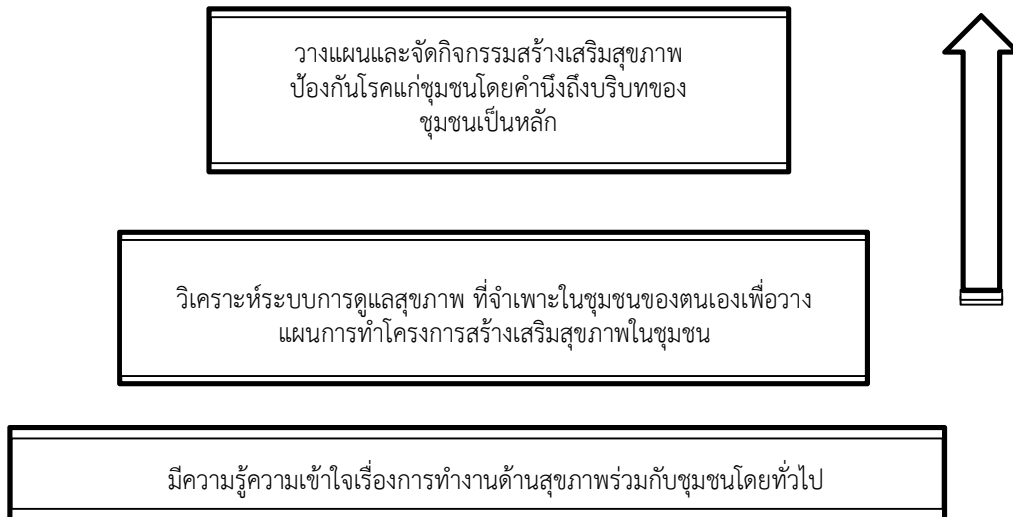 วางแผนและจัดกิจกรรมสร้างเสริมสุขภาพ
ป้องกันโรคแก่ชุมชนโดยคำนึงถึงบริบทของ
ชุมชนเป็นหลัก
วิเคราะห์ระบบการดูแลสุขภาพ ที่จำเพาะในชุมชนของตนเองเพื่อวาง
แผนการทำโครงการสร้างเสริมสุขภาพในชุมชน
มีความรู้ความเข้าใจเรื่องการทำงานด้านสุขภาพร่วมกับชุมชนโดยทั่วไป